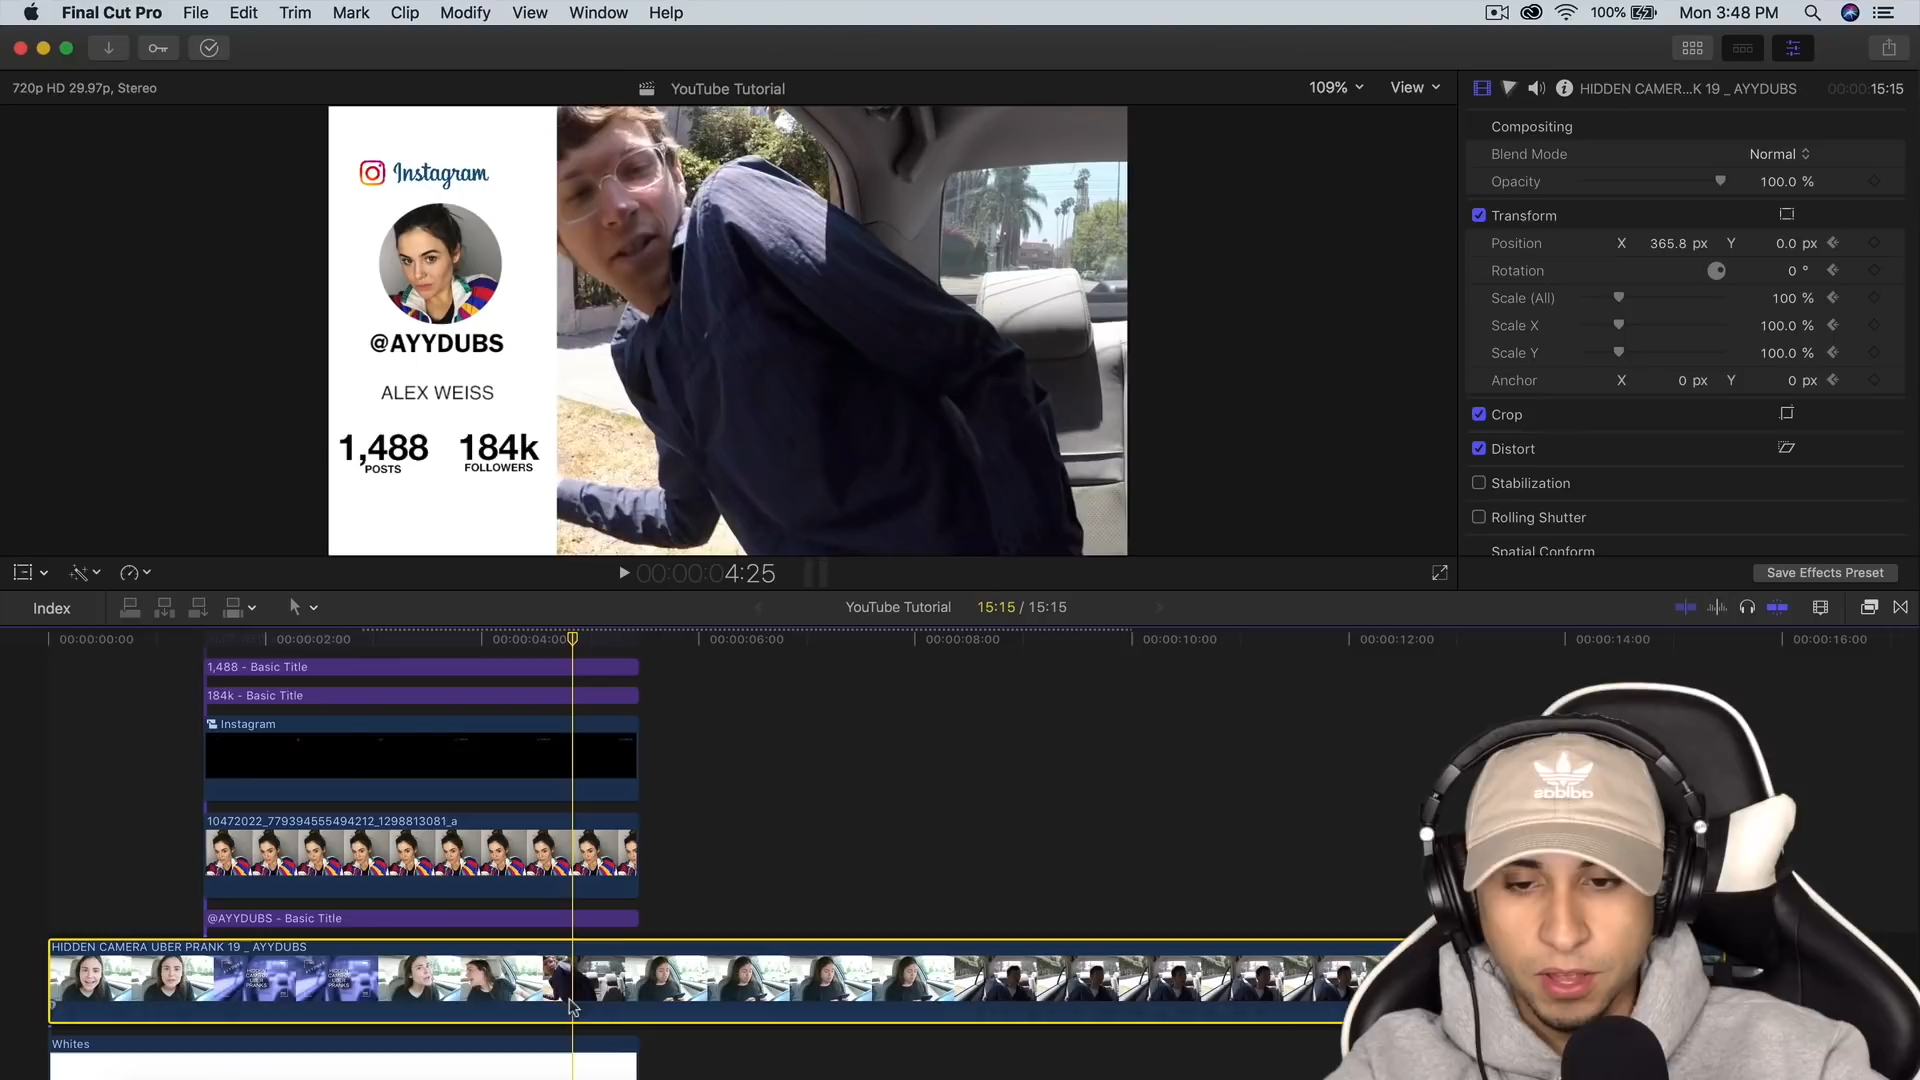 Final Cut Pro File Edit Trim Mark Clip Modify View Window Help 100% Mon 3:48 PM
720p HD 29.97p, Stereo YouTube Tutorial 109% View HIDDEN CAMER...K 19 _ AYYDUBS 00:00:15:15
Compositing
Blend Mode Normal
Opacity 100.0 %
Transform
Position X 365.8 px Y 0.0 px
Rotation 0 °
Scale (All) 100 %
Scale X 100.0 %
Scale Y 100.0 %
Anchor X 0 px Y 0 px
Crop
Distort
Stabilization
Rolling Shutter
Spatial Conform
Save Effects Preset
Instagram
@AYYDUBS
ALEX WEISS
1,488 184k
POSTS FOLLOWERS
00:00:04:25
Index YouTube Tutorial 15:15 / 15:15
00:00:00:00 00:00:02:00 00:00:04:00 00:00:06:00 00:00:08:00 00:00:10:00 00:00:12:00 00:00:14:00 00:00:16:00
1,488 - Basic Title
184k - Basic Title
Instagram
10472022_779394555494212_1298813081_a
@AYYDUBS - Basic Title
HIDDEN CAMERA UBER PRANK 19 _ AYYDUBS
Whites
adidas